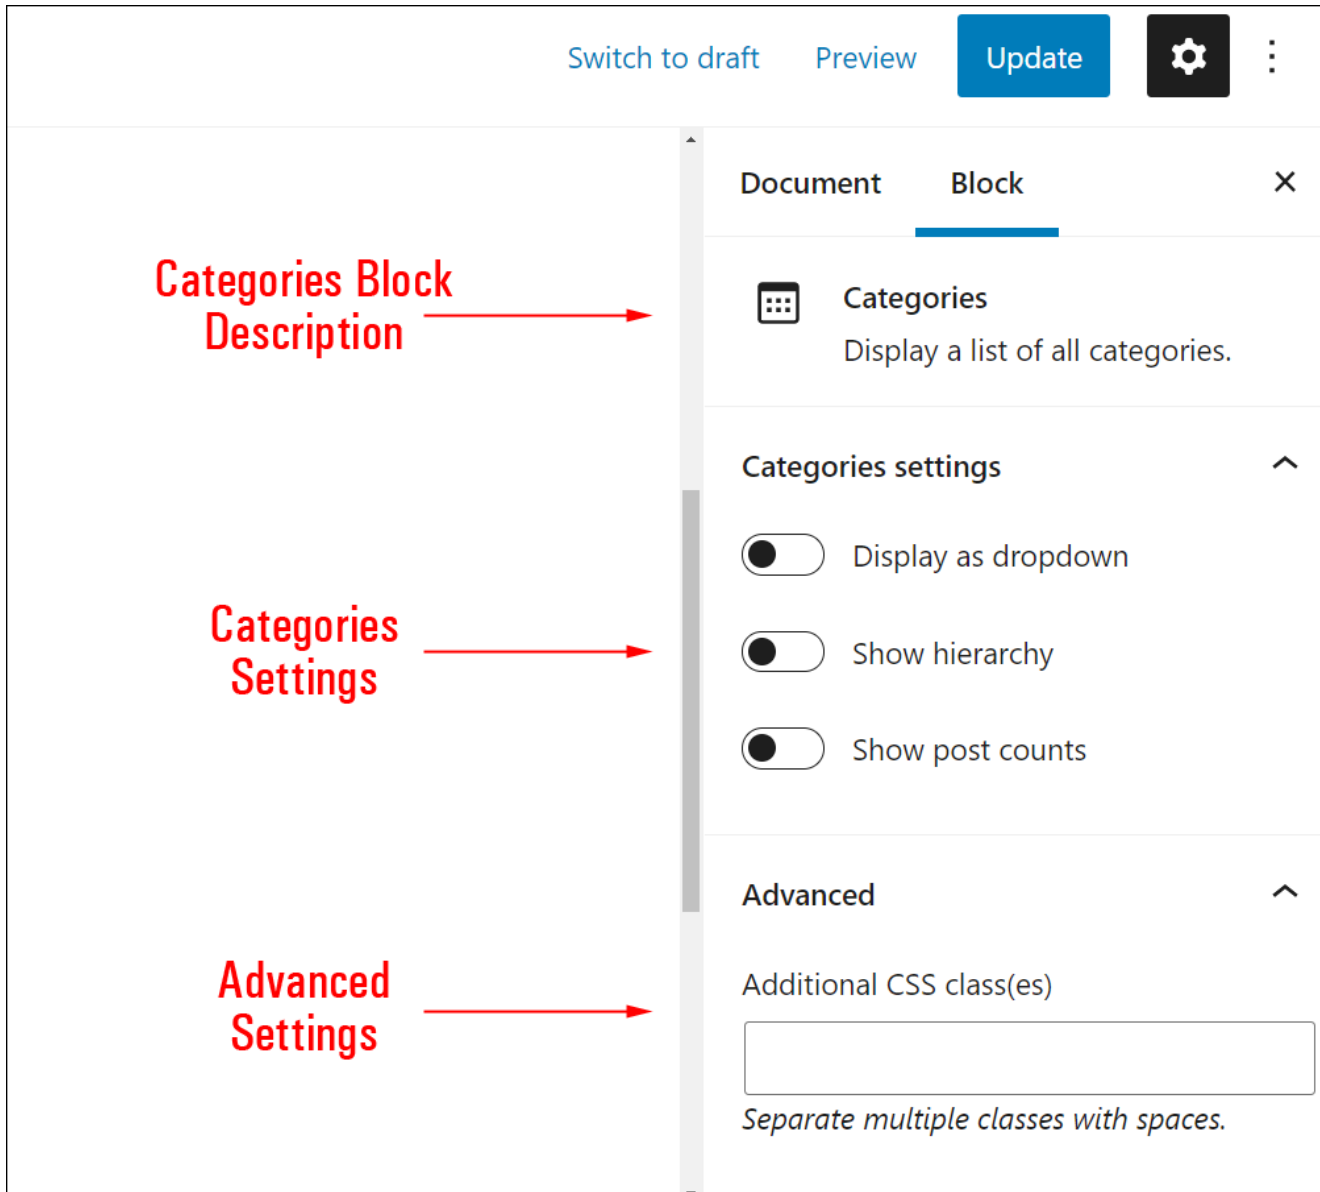 Switch to draft Preview Update
Document Block
Categories Block
Description
Categories
Display a list of all categories.
Categories settings
Display as dropdown
Categories
Settings
Show hierarchy
Show post counts
Advanced
Advanced
Settings
Additional CSS class(es)
Separate multiple classes with spaces.